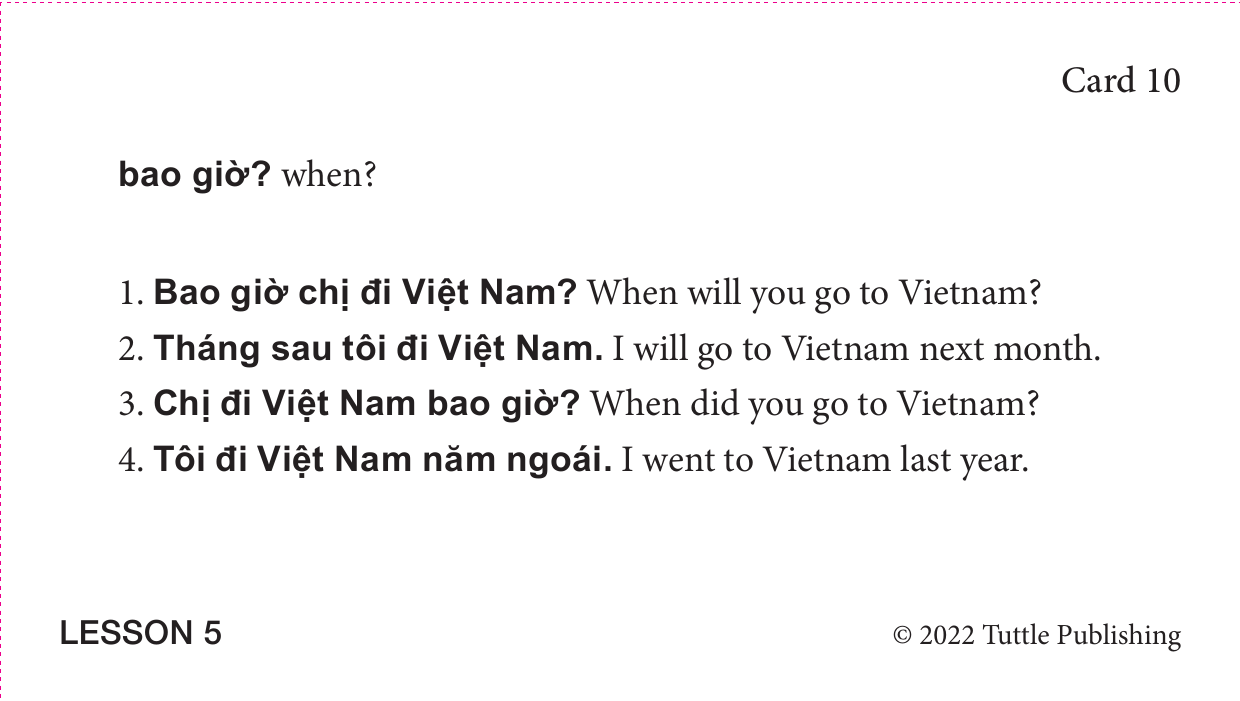 Card 10
bao giờ? when?
1. Bao giờ chị đi Việt Nam? When will you go to Vietnam?
2. Tháng sau tôi đi Việt Nam. I will go to Vietnam next month.
3. Chị đi Việt Nam bao giờ? When did you go to Vietnam?
4. Tôi đi Việt Nam năm ngoái. I went to Vietnam last year.
LESSON 5
© 2022 Tuttle Publishing